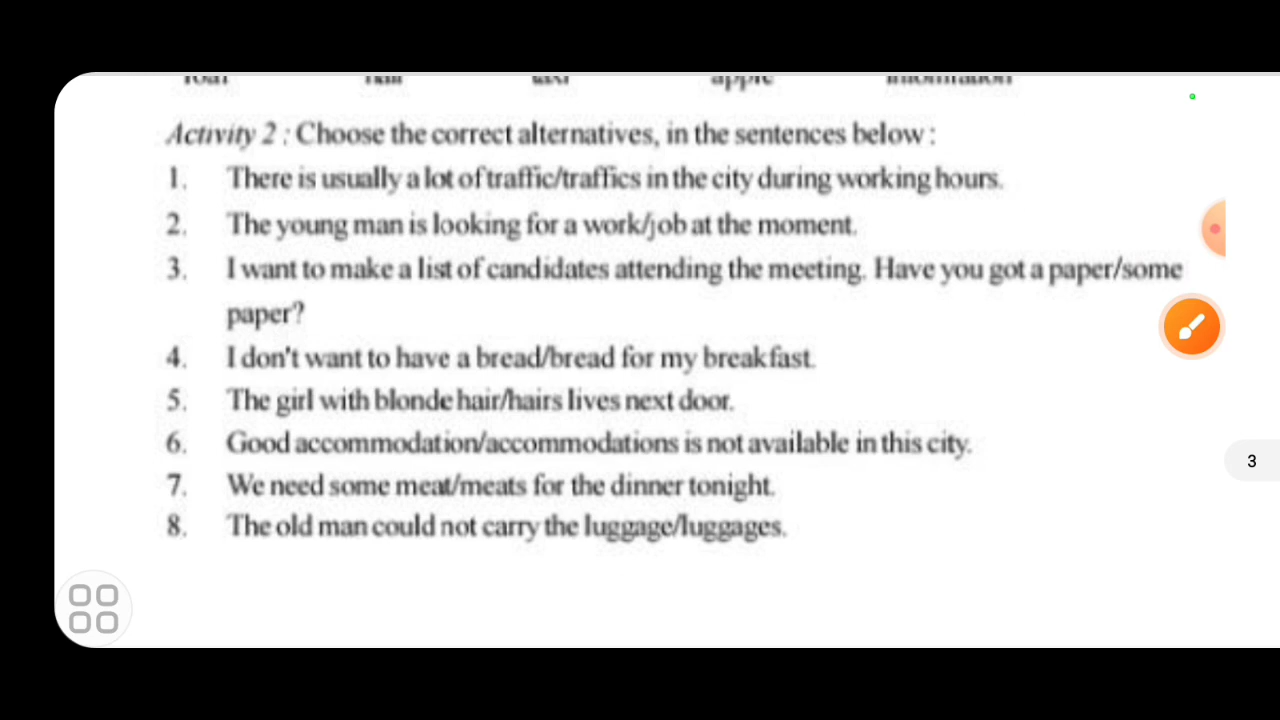 apple
information
Activity 2 : Choose the correct alternatives, in the sentences below :
1. There is usually a lot of traffic/traffics in the city during working hours.
2. The young man is looking for a work/job at the moment.
3. I want to make a list of candidates attending the meeting. Have you got a paper/some
paper?
4. I don't want to have a bread/bread for my breakfast.
5. The girl with blonde hair/hairs lives next door.
6. Good accommodation/accommodations is not available in this city.
7. We need some meat/meats for the dinner tonight.
8. The old man could not carry the luggage/luggages.
3